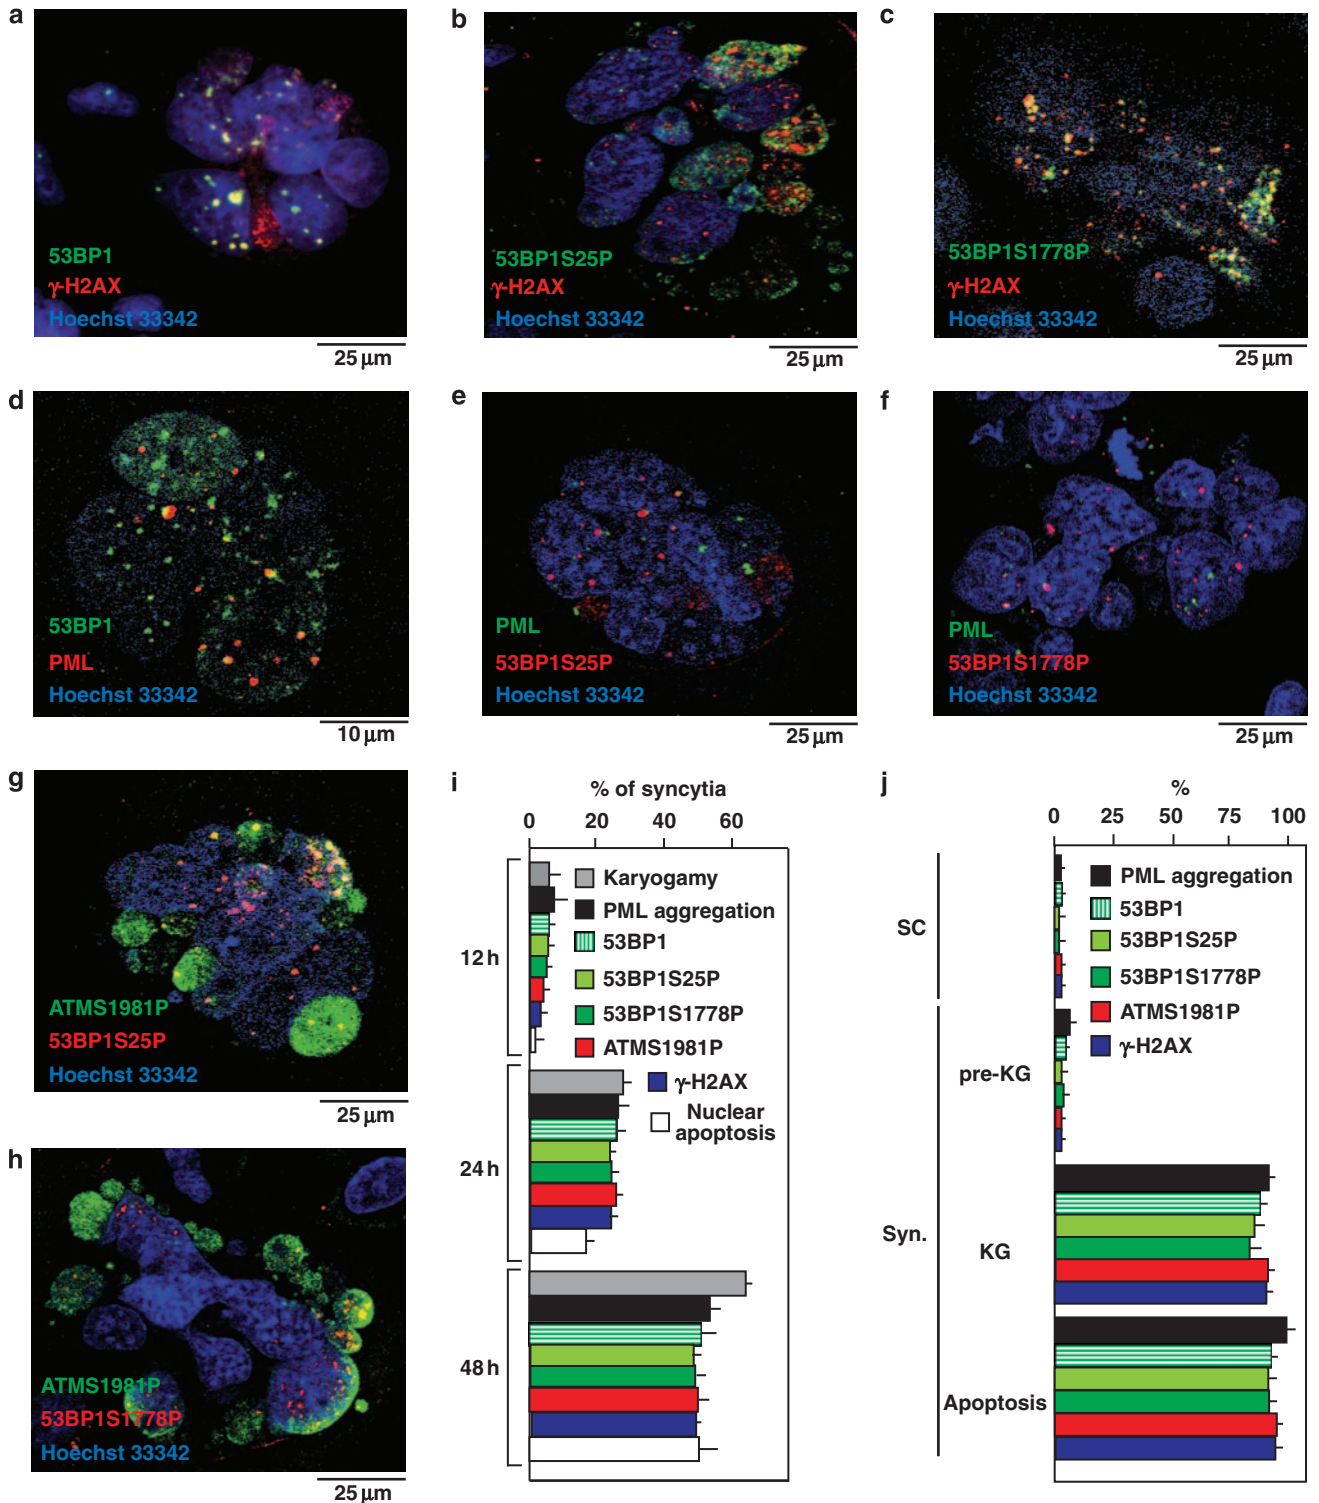 a
53BP1
γ-H2AX
Hoechst 33342
25 μm
b
53BP1S25P
γ-H2AX
Hoechst 33342
25 μm
c
53BP1S1778P
γ-H2AX
Hoechst 33342
25 μm
d
53BP1
PML
Hoechst 33342
10 μm
e
PML
53BP1S25P
Hoechst 33342
25 μm
f
PML
53BP1S1778P
Hoechst 33342
25 μm
g
ATMS1981P
53BP1S25P
Hoechst 33342
25 μm
h
ATMS1981P
53BP1S1778P
Hoechst 33342
25 μm
i
% of syncytia
0 20 40 60
Karyogamy
PML aggregation
53BP1
53BP1S25P
53BP1S1778P
ATMS1981P
γ-H2AX
Nuclear
apoptosis
12 h
24 h
48 h
j
%
0 25 50 75 100
PML aggregation
53BP1
53BP1S25P
53BP1S1778P
ATMS1981P
γ-H2AX
SC
pre-KG
Syn.
KG
Apoptosis